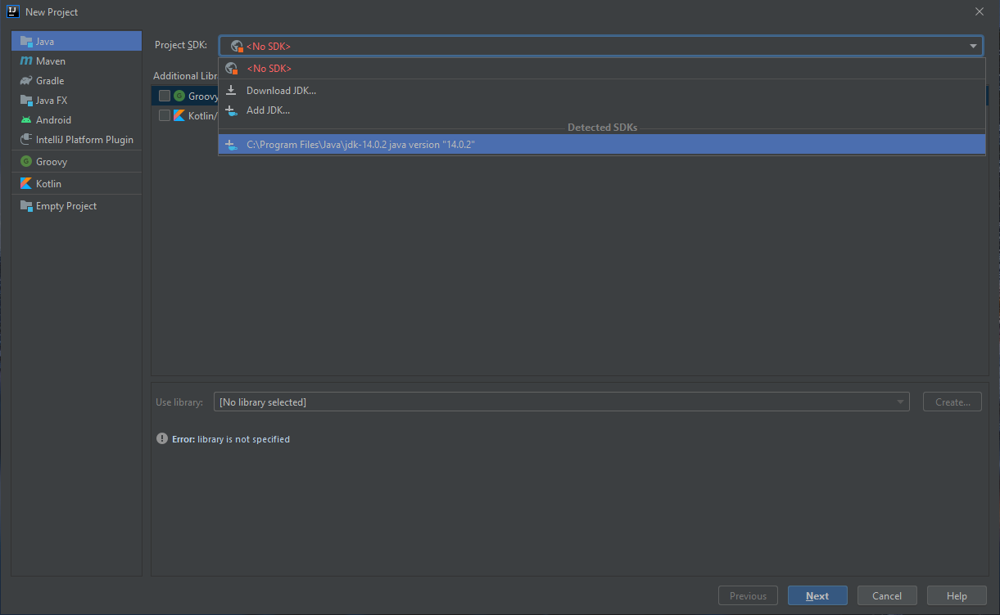 New Project
Java
Maven
Gradle
Java FX
Android
IntelliJ Platform Plugin
Groovy
Kotlin
Empty Project
Project SDK:
<No SDK>
<No SDK>
Download JDK...
Add JDK...
Detected SDKs
C:\Program Files\Java\jdk-14.0.2 java version "14.0.2"
Additional Libr
Groovy
Kotlin/
Use library:
[No library selected]
Create...
Error: library is not specified
Previous
Next
Cancel
Help